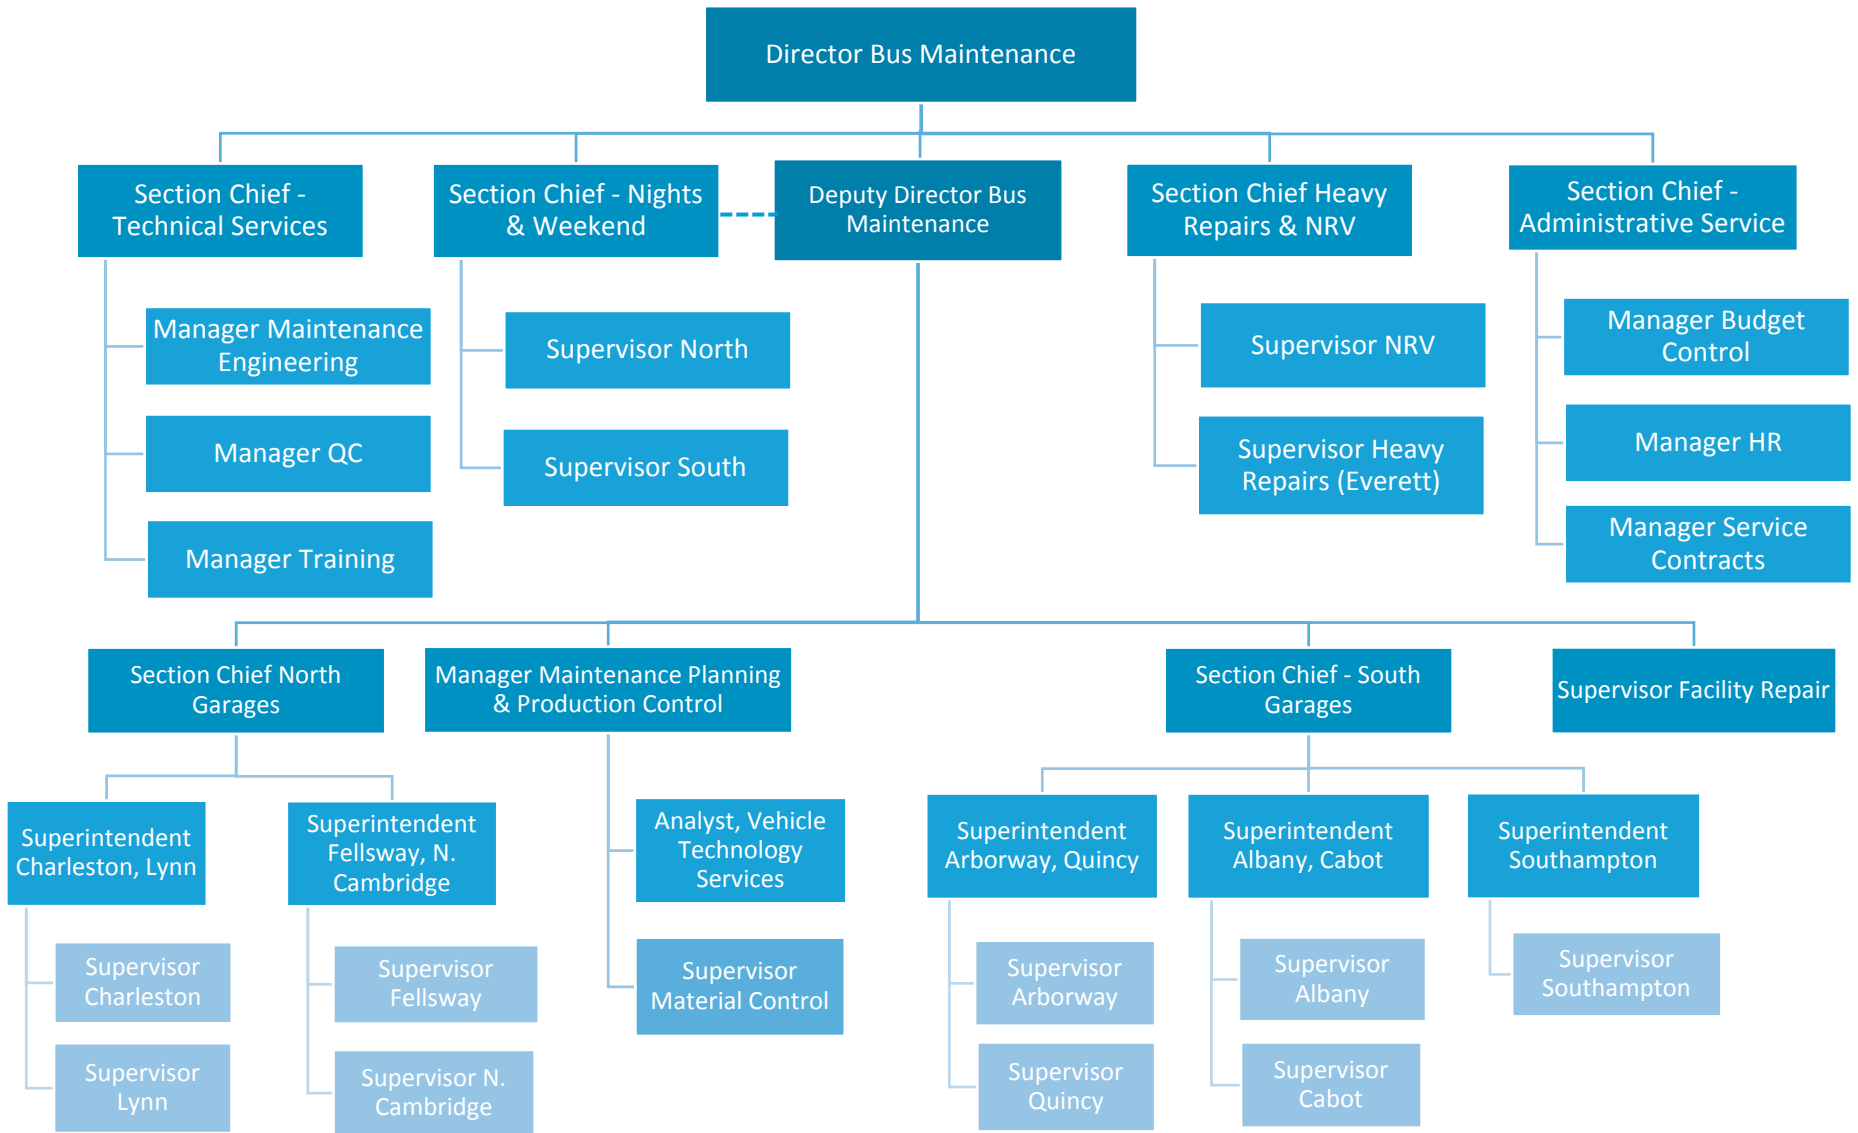 Director Bus Maintenance
Section Chief -
Technical Services
Section Chief - Nights
& Weekend
Deputy Director Bus
Maintenance
Section Chief Heavy
Repairs & NRV
Section Chief -
Administrative Service
Manager Maintenance
Engineering
Manager QC
Manager Training
Supervisor North
Supervisor South
Supervisor NRV
Supervisor Heavy
Repairs (Everett)
Manager Budget
Control
Manager HR
Manager Service
Contracts
Section Chief North
Garages
Manager Maintenance Planning
& Production Control
Section Chief - South
Garages
Supervisor Facility Repair
Superintendent
Charleston, Lynn
Superintendent
Fellsway, N.
Cambridge
Analyst, Vehicle
Technology
Services
Superintendent
Arborway, Quincy
Superintendent
Albany, Cabot
Superintendent
Southampton
Supervisor
Charleston
Supervisor
Lynn
Supervisor
Fellsway
Supervisor N.
Cambridge
Supervisor
Material Control
Supervisor
Arborway
Supervisor
Quincy
Supervisor
Albany
Supervisor
Cabot
Supervisor
Southampton